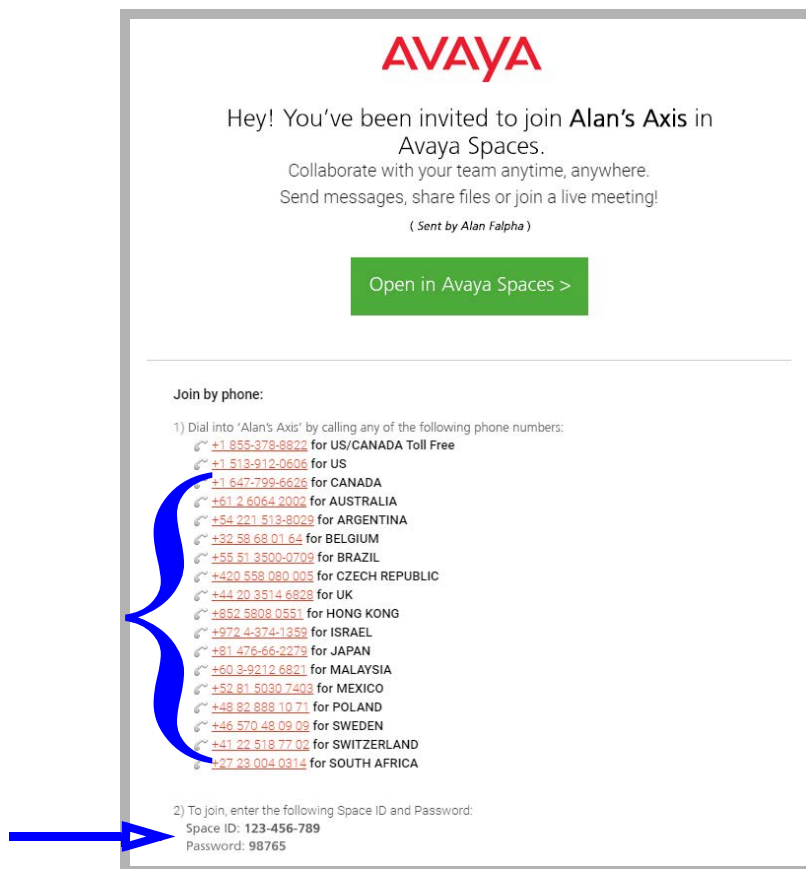 AVAYA
Hey! You've been invited to join Alan's Axis in
Avaya Spaces.
Collaborate with your team anytime, anywhere.
Send messages, share files or join a live meeting!
( Sent by Alan Falpha )
Open in Avaya Spaces >
Join by phone:
1) Dial into 'Alan's Axis' by calling any of the following phone numbers:
+1 855-378-8822 for US/CANADA Toll Free
+1 513-912-0606 for US
+1 647-799-6626 for CANADA
+61 2 6064 2002 for AUSTRALIA
+54 221 513-8029 for ARGENTINA
+32 58 68 01 64 for BELGIUM
+55 51 3500-0709 for BRAZIL
+420 558 080 005 for CZECH REPUBLIC
+44 20 3514 6828 for UK
+852 5808 0551 for HONG KONG
+972 4-374-1359 for ISRAEL
+81 476-66-2279 for JAPAN
+60 3-9212 6821 for MALAYSIA
+52 81 5030 7403 for MEXICO
+48 82 888 10 71 for POLAND
+46 570 48 09 09 for SWEDEN
+41 22 518 77 02 for SWITZERLAND
+27 23 004 0314 for SOUTH AFRICA
2) To join, enter the following Space ID and Password:
Space ID: 123-456-789
Password: 98765